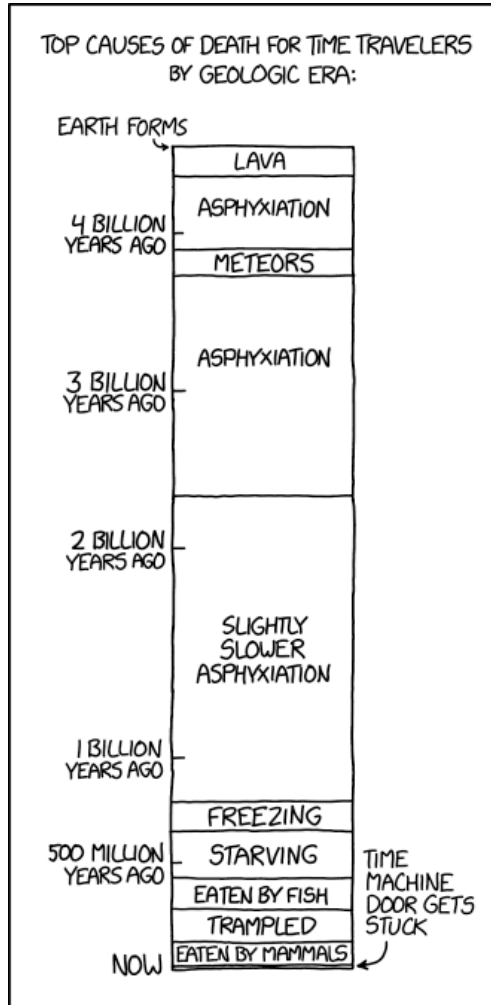 TOP CAUSES OF DEATH FOR TIME TRAVELERS
BY GEOLOGIC ERA:
EARTH FORMS
LAVA
ASPHYXIATION
4 BILLION
YEARS AGO
METEORS
ASPHYXIATION
3 BILLION
YEARS AGO
2 BILLION
YEARS AGO
SLIGHTLY
SLOWER
ASPHYXIATION
1 BILLION
YEARS AGO
FREEZING
500 MILLION
YEARS AGO
STARVING
EATEN BY FISH
TRAMPLED
EATEN BY MAMMALS
NOW
TIME
MACHINE
DOOR GETS
STUCK